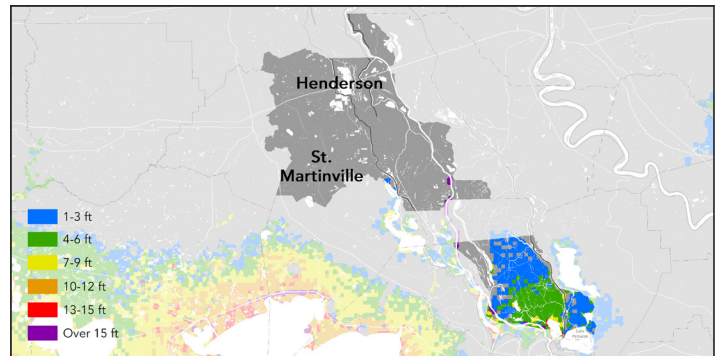 Henderson
St.
Martinville
1-3 ft
4-6 ft
7-9 ft
10-12 ft
13-15 ft
Over 15 ft
Lake